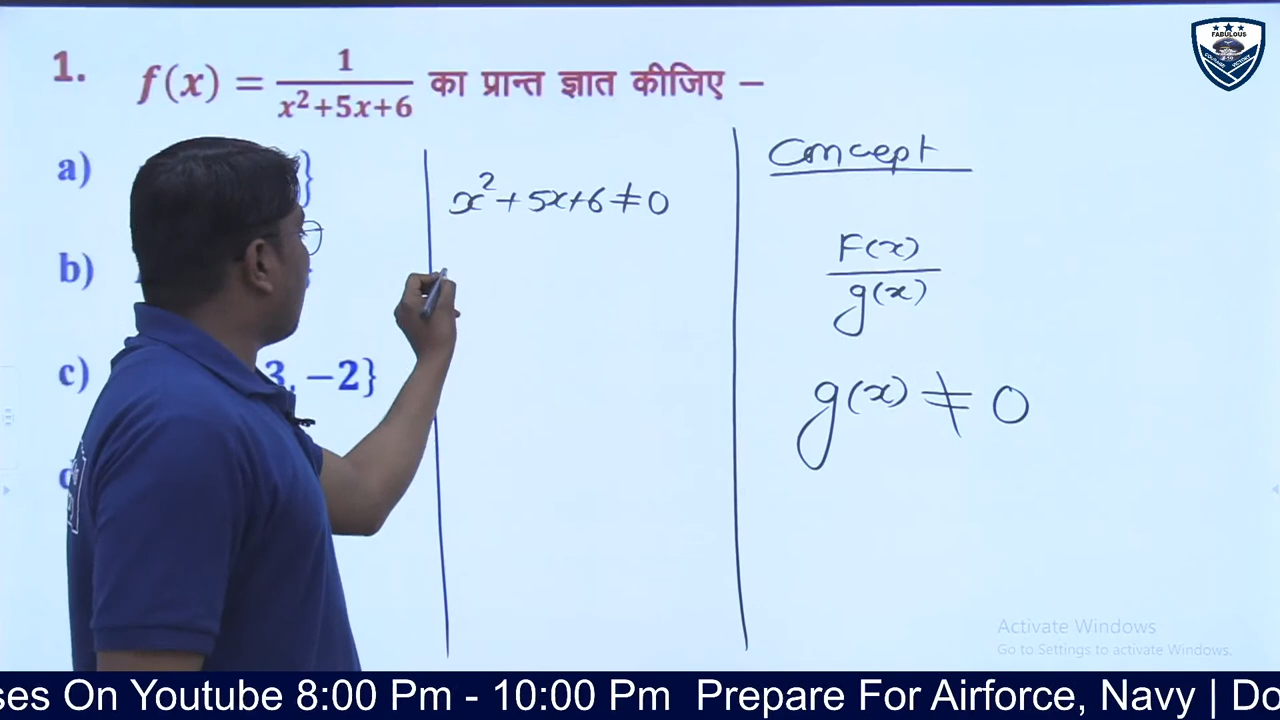 1. f(x) = 1/(x²+5x+6) का प्रान्त ज्ञात कीजिए –
a) }
b)
c) 3, −2}
x²+5x+6≠0
Concept
F(x)/g(x)
g(x) ≠ 0
FABULOUS
Activate Windows
Go to Settings to activate Windows.
ses On Youtube 8:00 Pm - 10:00 Pm Prepare For Airforce, Navy | Do